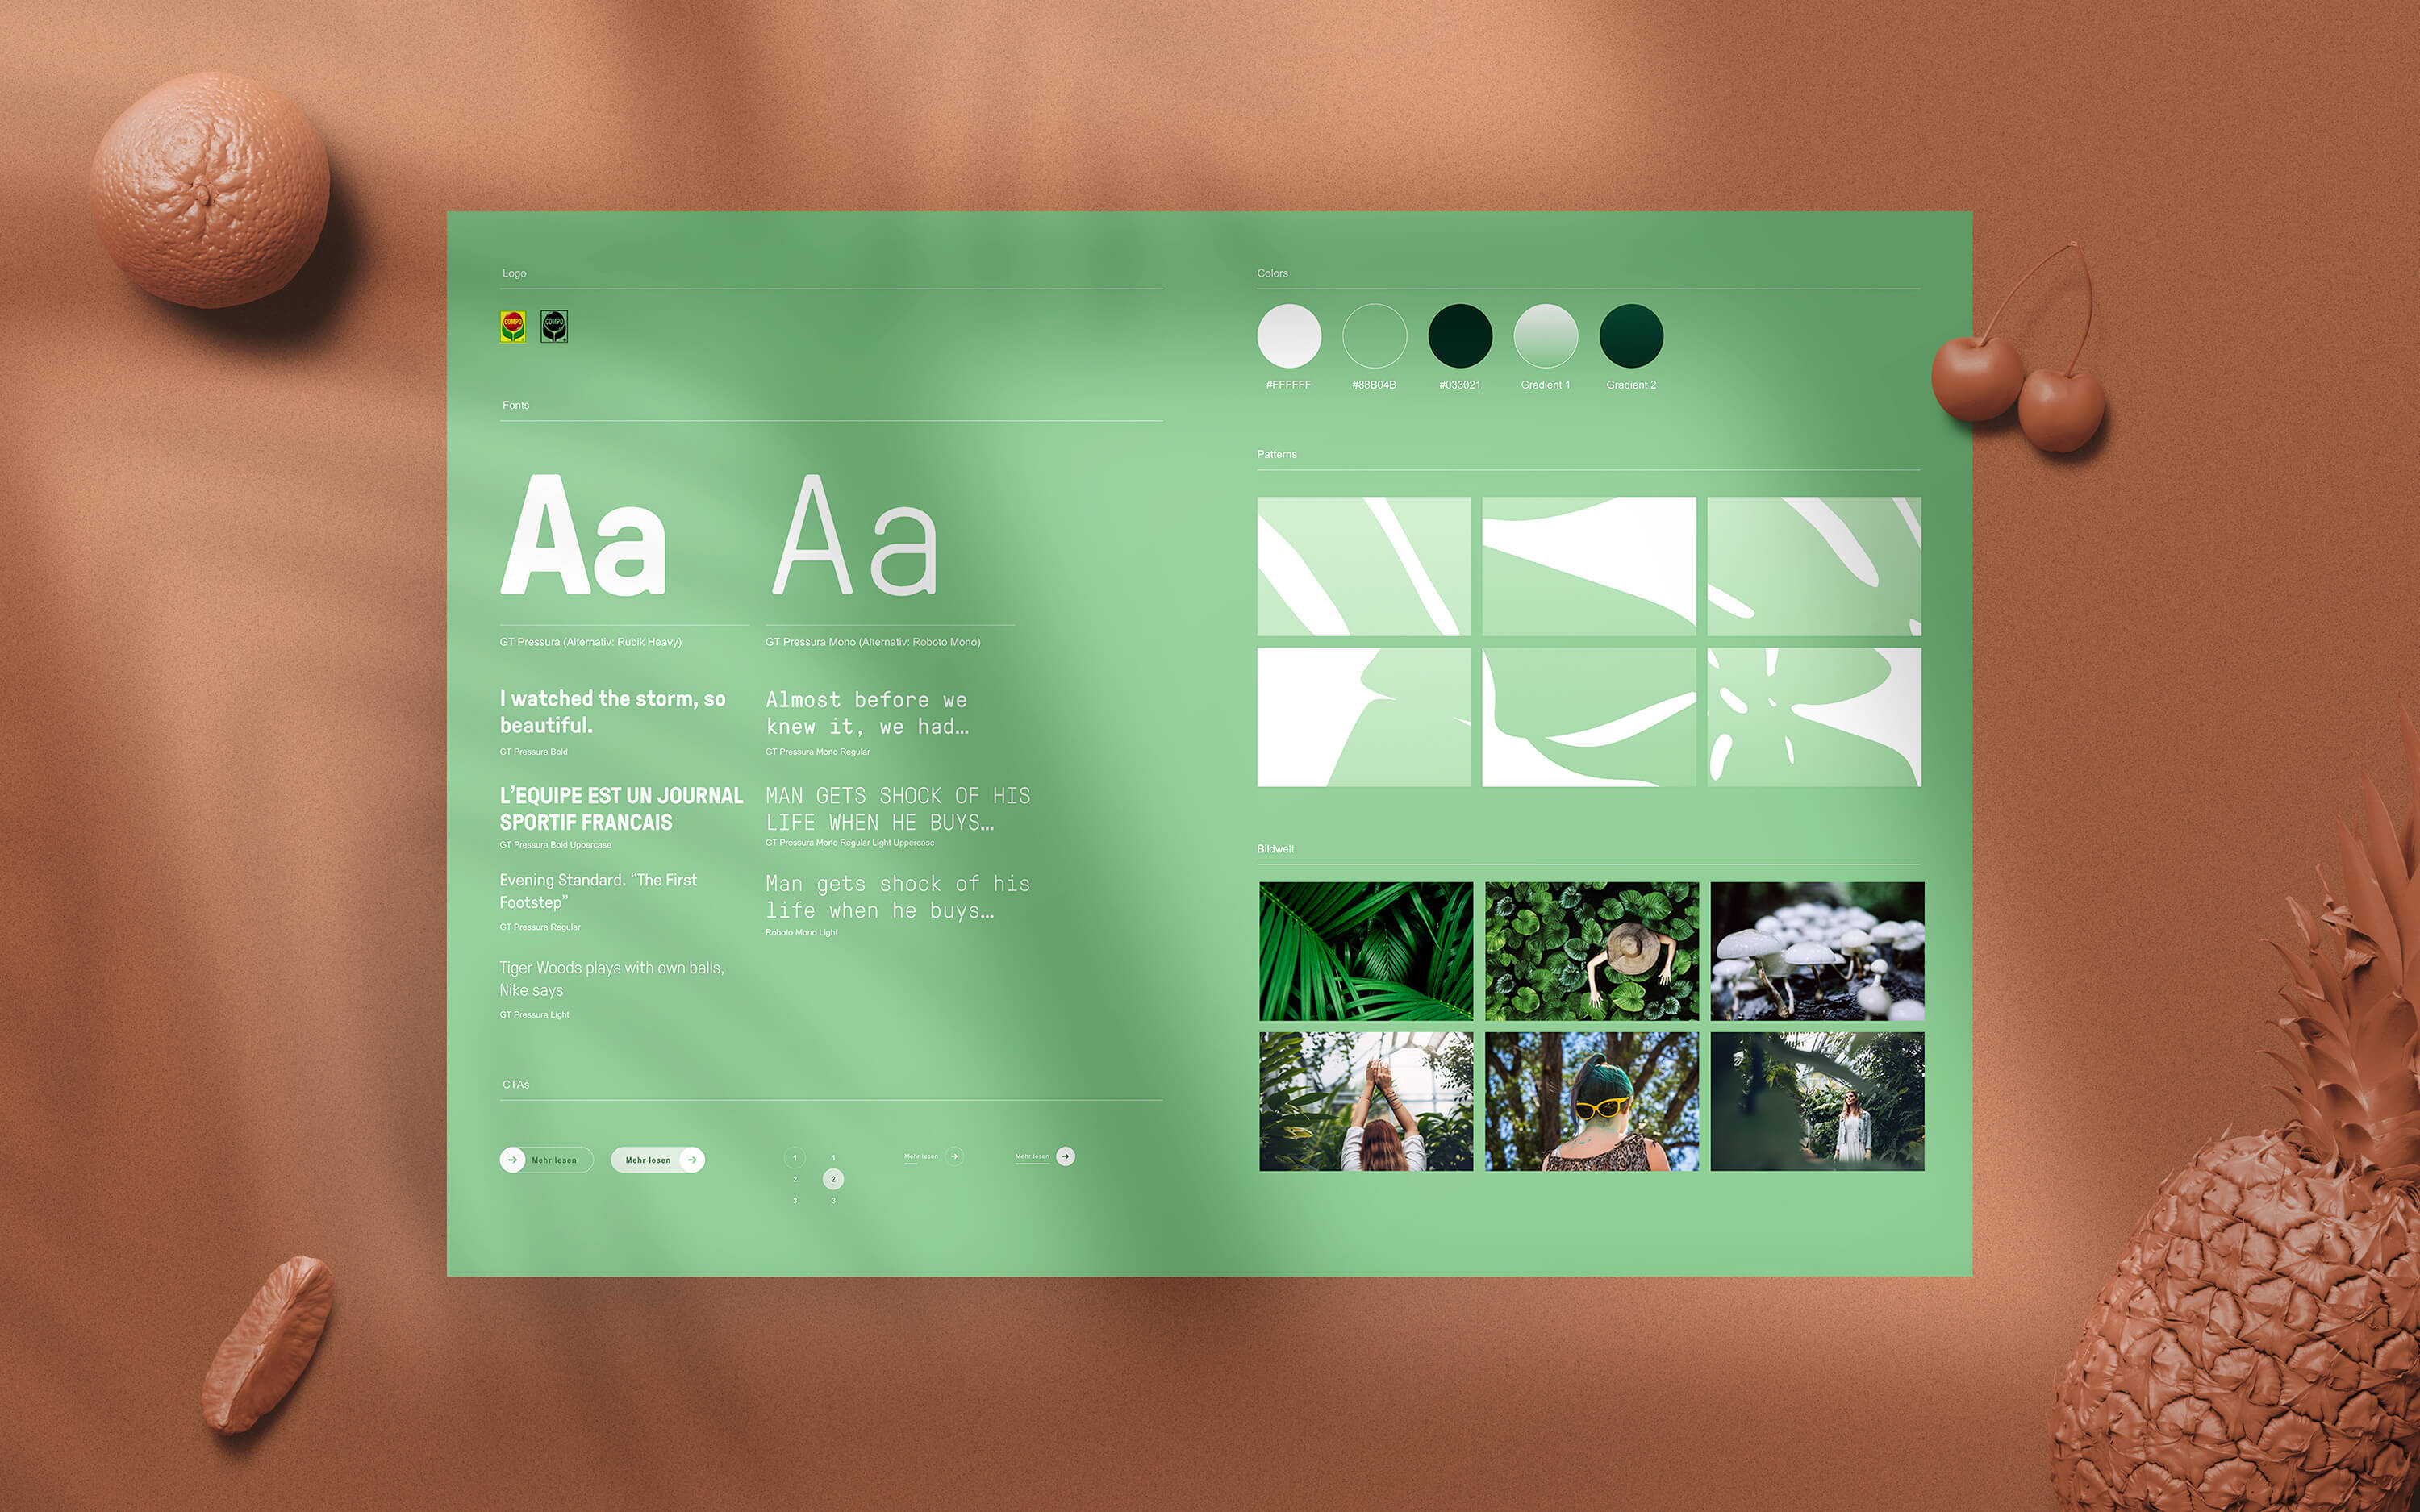 Logo
COMPO
COMPO
Fonts
Aa
Aa
GT Pressura (Alternativ: Rubik Heavy)
GT Pressura Mono (Alternativ: Roboto Mono)
I watched the storm, so
beautiful.
GT Pressura Bold
L’EQUIPE EST UN JOURNAL
SPORTIF FRANCAIS
GT Pressura Bold Uppercase
Evening Standard. “The First
Footstep”
GT Pressura Regular
Tiger Woods plays with own balls,
Nike says
GT Pressura Light
Almost before we
knew it, we had…
GT Pressura Mono Regular
MAN GETS SHOCK OF HIS
LIFE WHEN HE BUYS…
GT Pressura Mono Regular Light Uppercase
Man gets shock of his
life when he buys…
Roboto Mono Light
CTAs
Mehr lesen
Mehr lesen
1
2
3
1
2
3
Mehr lesen
Mehr lesen
Colors
#FFFFFF
#88B04B
#033021
Gradient 1
Gradient 2
Patterns
Bildwelt